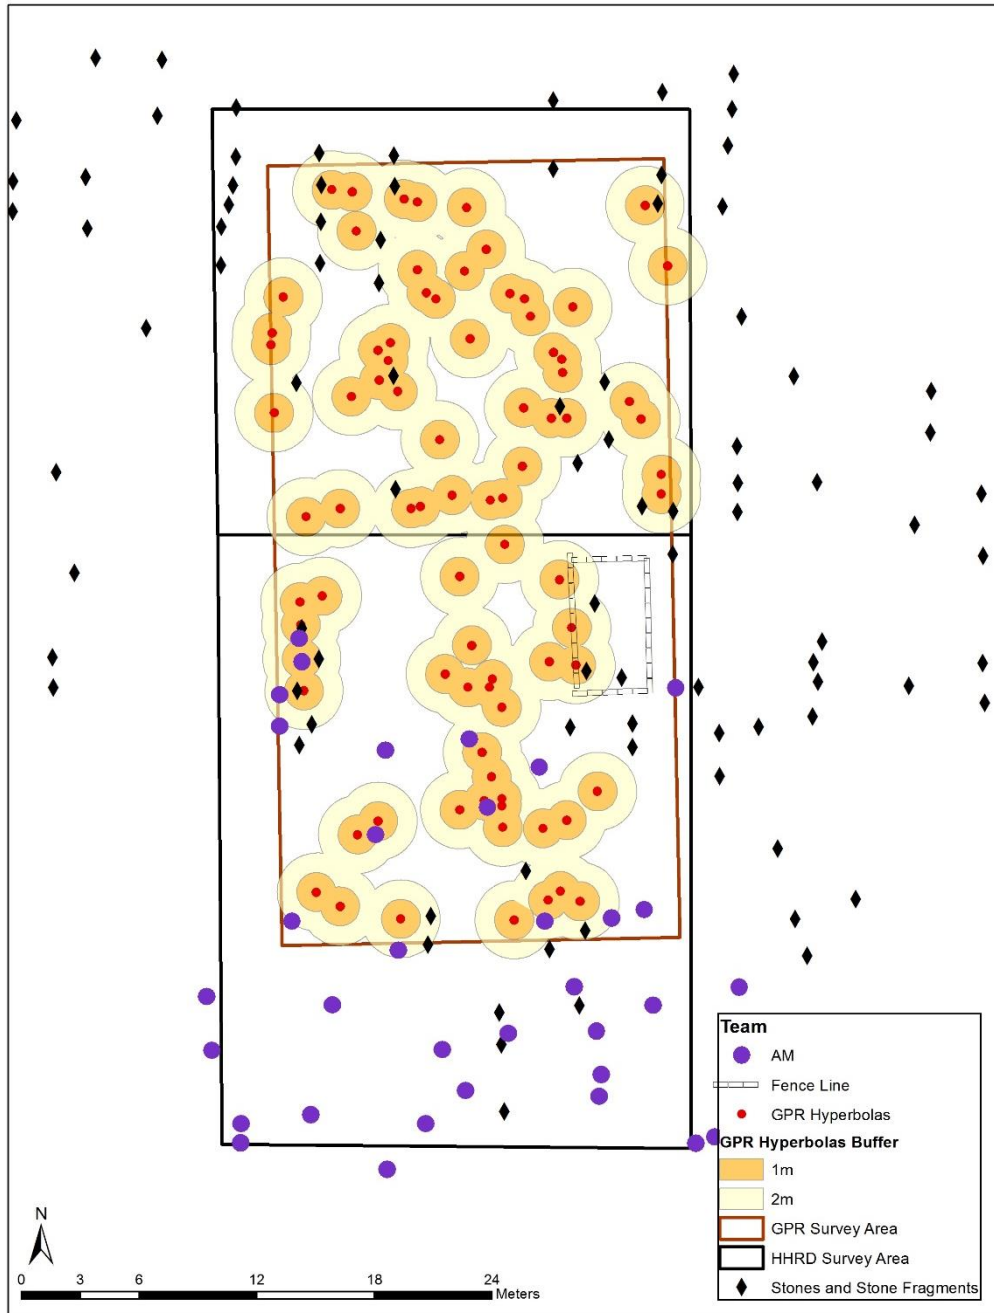 Team
AM
Fence Line
GPR Hyperbolas
GPR Hyperbolas Buffer
1m
2m
GPR Survey Area
HHRD Survey Area
Stones and Stone Fragments
N
0 3 6 12 18 24
Meters